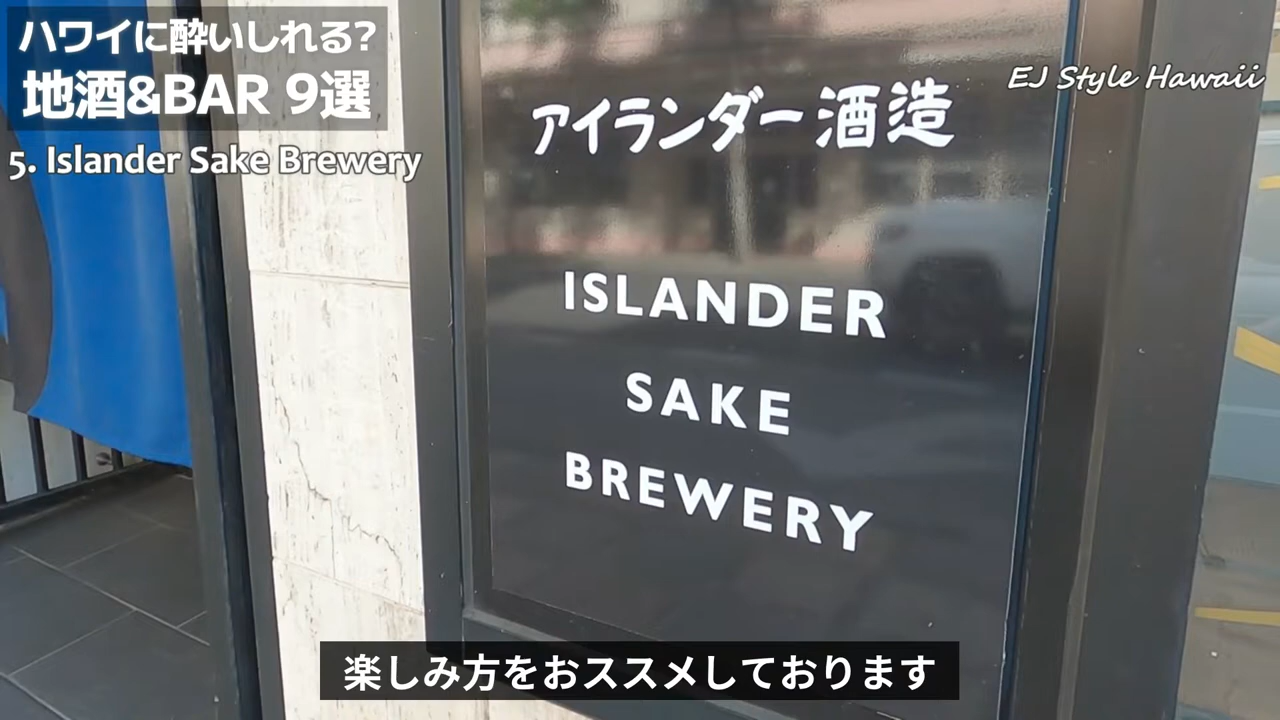 ハワイに酔いしれる?
地酒&BAR 9選
5. Islander Sake Brewery
EJ Style Hawaii
アイランダー酒造
ISLANDER
SAKE
BREWERY
楽しみ方をおススメしております